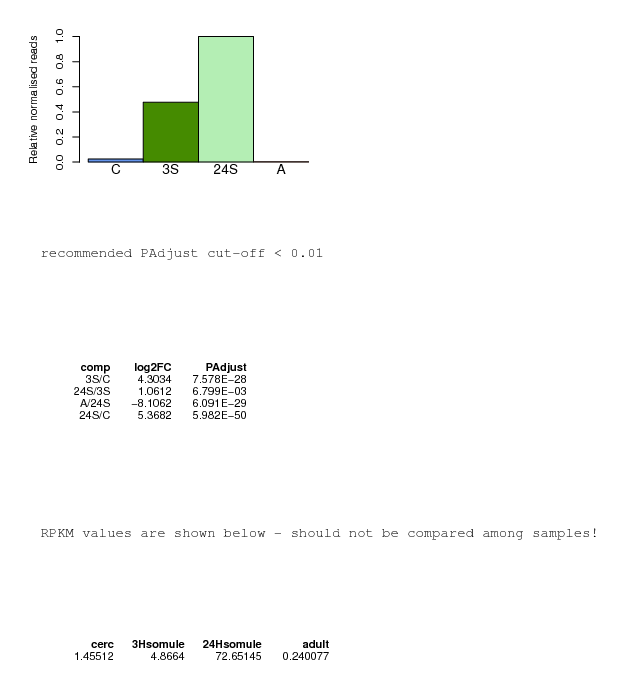 Relative normalised reads
1.0
0.8
0.6
0.4
0.2
0.0
C 3S 24S A
recommended PAdjust cut-off < 0.01
comp log2FC PAdjust
3S/C 4.3034 7.578E-28
24S/3S 1.0612 6.799E-03
A/24S -8.1062 6.091E-29
24S/C 5.3682 5.982E-50
RPKM values are shown below - should not be compared among samples!
cerc 3Hsomule 24Hsomule adult
1.45512 4.8664 72.65145 0.240077